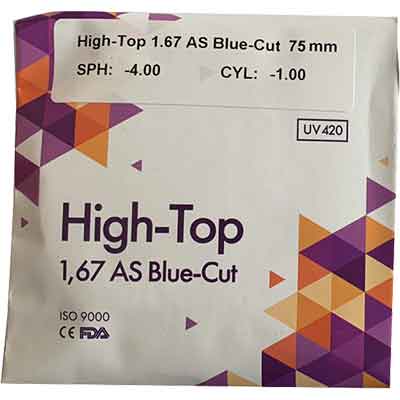 High-Top 1.67 AS Blue-Cut 75 mm
SPH: -4.00 CYL: -1.00
UV420
High-Top
1,67 AS Blue-Cut
ISO 9000
CE FDA